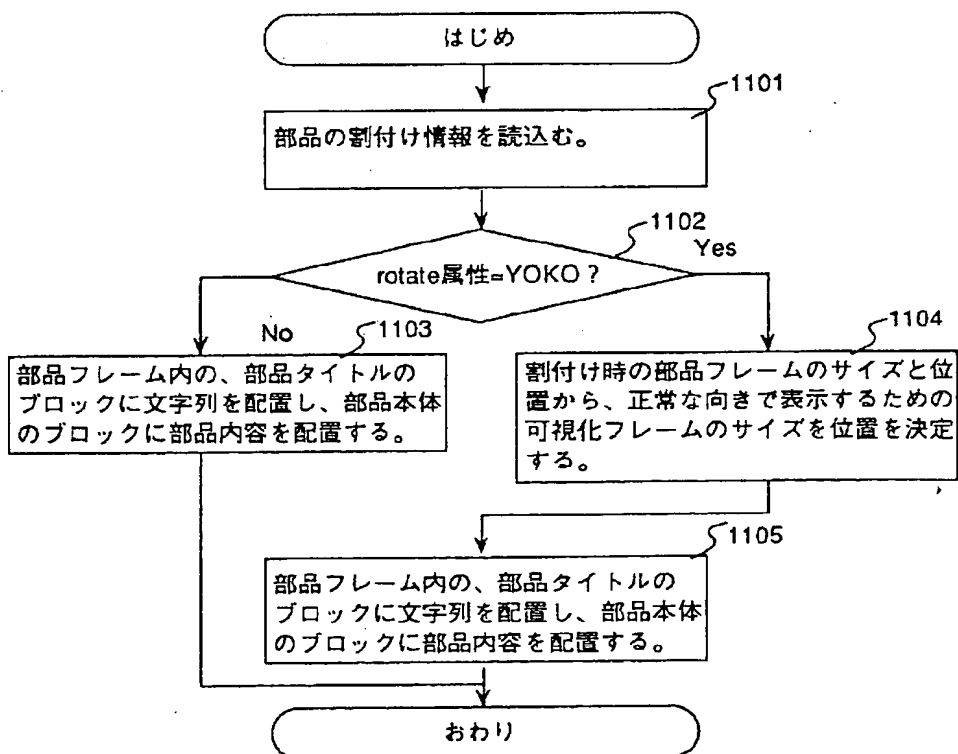 はじめ
1101
部品の割付け情報を読込む。
1102
Yes
rotate属性=YOKO？
No
1103
部品フレーム内の、部品タイトルの
ブロックに文字列を配置し、部品本体
のブロックに部品内容を配置する。
1104
割付け時の部品フレームのサイズと位
置から、正常な向きで表示するための
可視化フレームのサイズを位置を決定
する。
1105
部品フレーム内の、部品タイトルの
ブロックに文字列を配置し、部品本体
のブロックに部品内容を配置する。
おわり